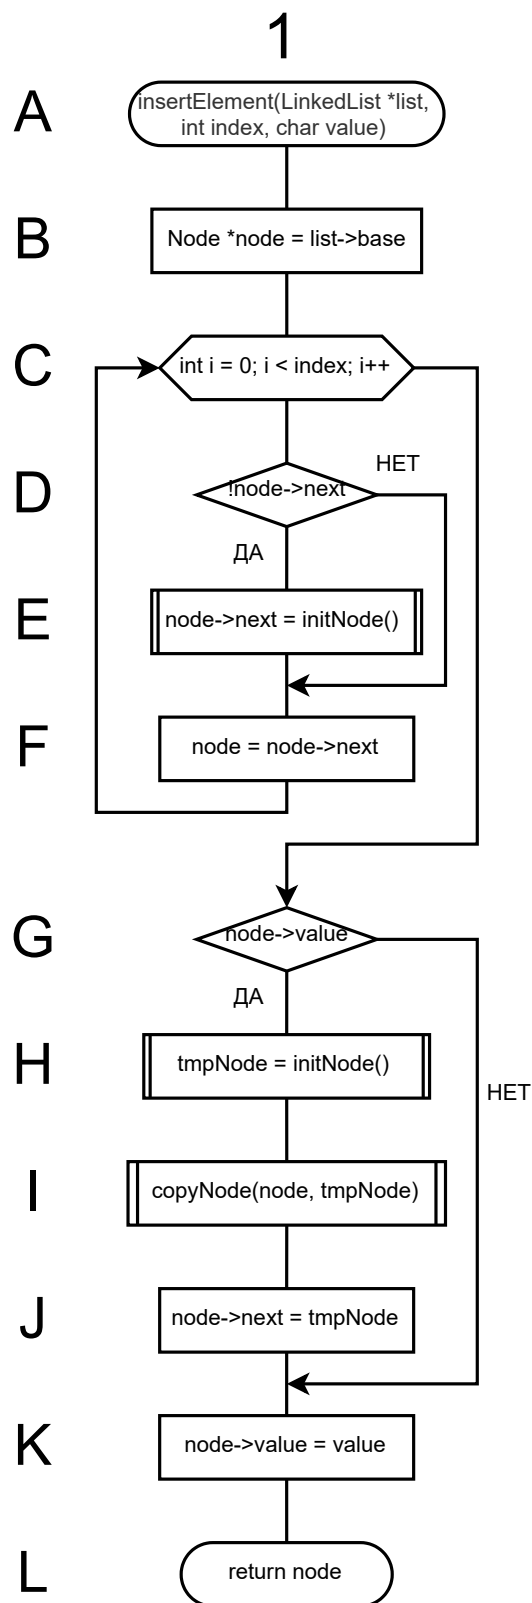 1
A
insertElement(LinkedList *list,
int index, char value)
B
Node *node = list->base
C
int i = 0; i < index; i++
НЕТ
D
!node->next
ДА
E
node->next = initNode()
F
node = node->next
G
node->value
ДА
H
tmpNode = initNode()
НЕТ
I
copyNode(node, tmpNode)
J
node->next = tmpNode
K
node->value = value
L
return node